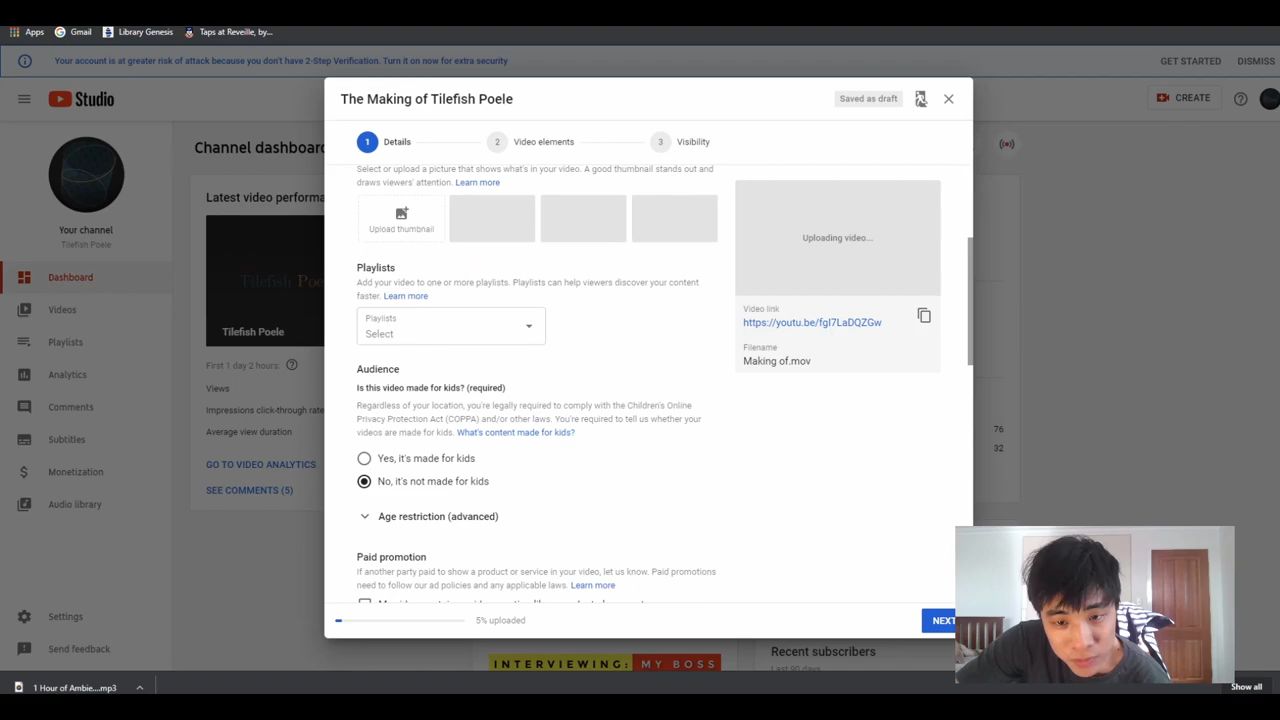 Apps
Gmail
Library Genesis
Taps at Reveille, by...
Your account is at greater risk of attack because you don't have 2-Step Verification. Turn it on now for extra security
GET STARTED
DISMISS
Studio
CREATE
The Making of Tilefish Poele
Saved as draft
1 Details
2 Video elements
3 Visibility
Channel dashboard
Your channel
Tilefish Poele
Dashboard
Videos
Playlists
Analytics
Comments
Subtitles
Monetization
Audio library
Settings
Send feedback
Latest video performa
Tilefish Poe
Tilefish Poele
First 1 day 2 hours:
Views
Impressions click-through rate
Average view duration
GO TO VIDEO ANALYTICS
SEE COMMENTS (5)
Select or upload a picture that shows what's in your video. A good thumbnail stands out and
draws viewers' attention. Learn more
Upload thumbnail
Playlists
Add your video to one or more playlists. Playlists can help viewers discover your content
faster. Learn more
Playlists
Select
Audience
Is this video made for kids? (required)
Regardless of your location, you're legally required to comply with the Children's Online
Privacy Protection Act (COPPA) and/or other laws. You're required to tell us whether your
videos are made for kids. What's content made for kids?
Yes, it's made for kids
No, it's not made for kids
Age restriction (advanced)
Paid promotion
If another party paid to show a product or service in your video, let us know. Paid promotions
need to follow our ad policies and any applicable laws. Learn more
5% uploaded
NEXT
Uploading video...
Video link
https://youtu.be/fgI7LaDQZGw
Filename
Making of.mov
76
32
INTERVIEWING: MY BOSS
Recent subscribers
Last 90 days
1 Hour of Ambie....mp3
Show all